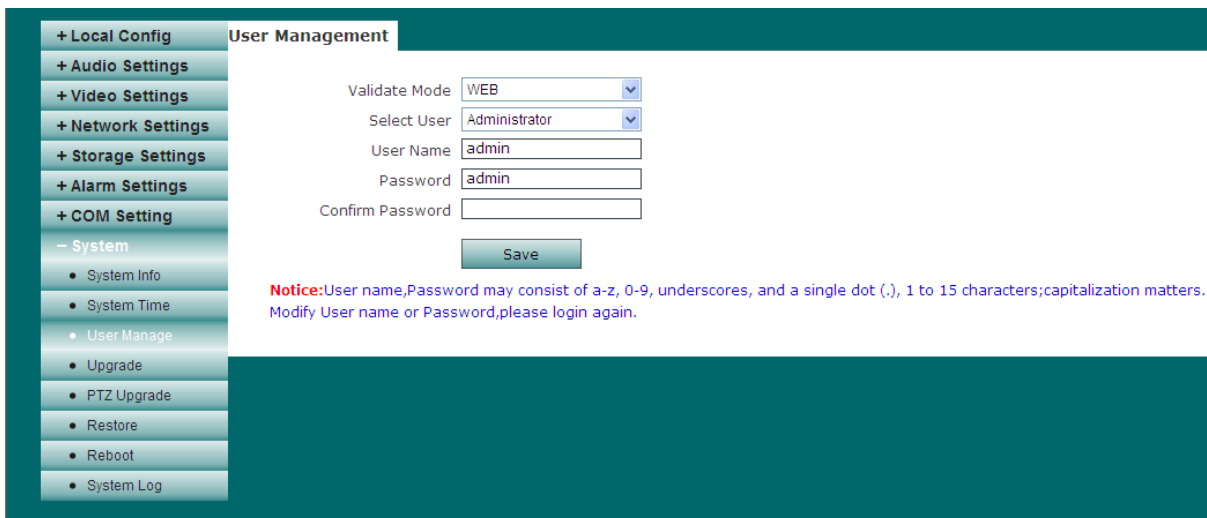 + Local Config
+ Audio Settings
+ Video Settings
+ Network Settings
+ Storage Settings
+ Alarm Settings
+ COM Setting
− System
• System Info
• System Time
• User Manage
• Upgrade
• PTZ Upgrade
• Restore
• Reboot
• System Log
User Management
Validate Mode WEB
Select User Administrator
User Name admin
Password admin
Confirm Password
Save
Notice:User name,Password may consist of a-z, 0-9, underscores, and a single dot (.), 1 to 15 characters;capitalization matters.
Modify User name or Password,please login again.